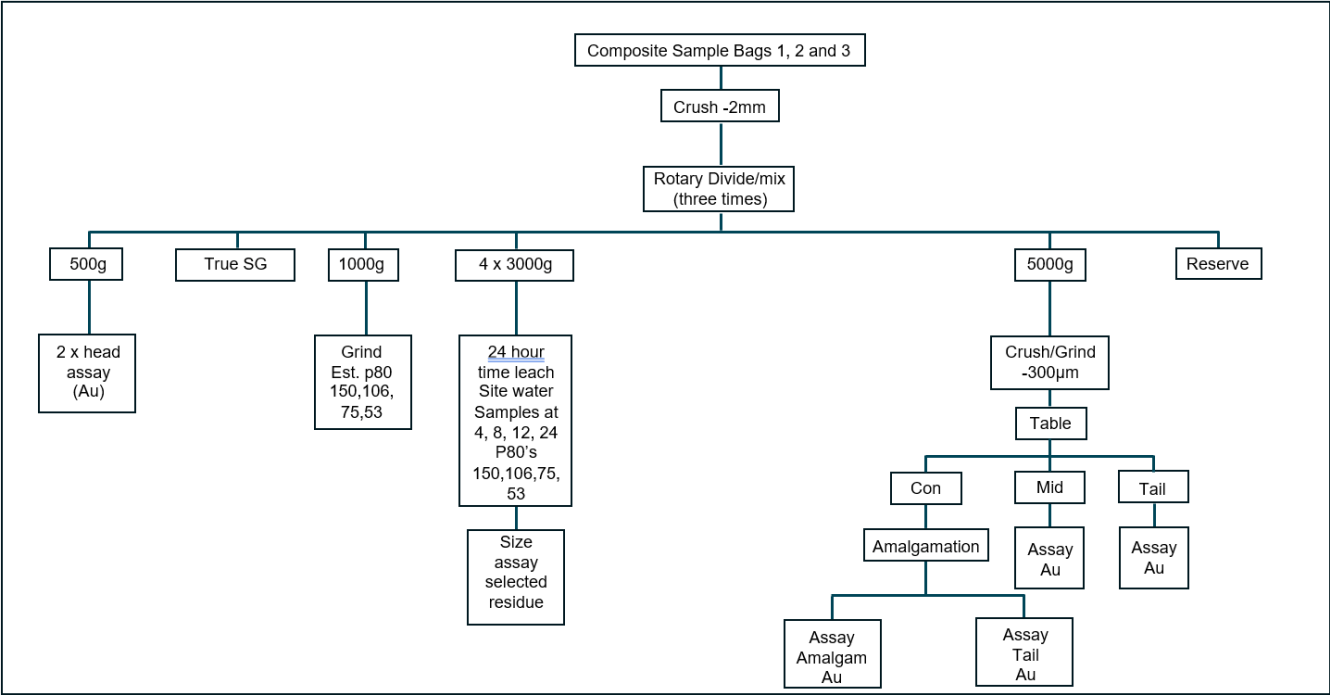 Composite Sample Bags 1, 2 and 3
Crush -2mm
Rotary Divide/mix
(three times)
500g
True SG
1000g
4 x 3000g
5000g
Reserve
2 x head
assay
(Au)
Grind
Est. p80
150,106,
75,53
24 hour
time leach
Site water
Samples at
4, 8, 12, 24
P80's
150,106,75,
53
Size
assay
selected
residue
Crush/Grind
-300µm
Table
Con
Mid
Tail
Amalgamation
Assay
Au
Assay
Au
Assay
Amalgam
Au
Assay
Tail
Au